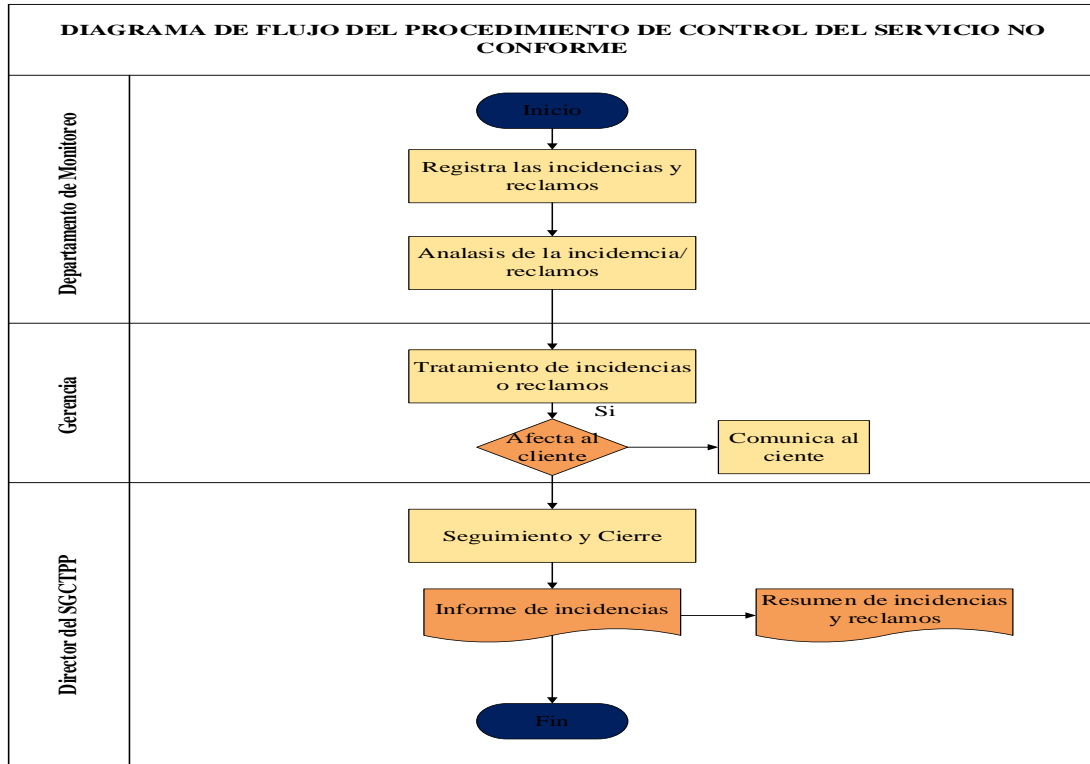 DIAGRAMA DE FLUJO DEL PROCEDIMIENTO DE CONTROL DEL SERVICIO NO
CONFORME
Departamento de Monitoreo
Inicio
Registra las incidencias y
reclamos
Analasis de la incidemcia/
reclamos
Gerencia
Tratamiento de incidencias
o reclamos
Si
Afecta al
cliente
Comunica al
ciente
Director del SGCTPP
Seguimiento y Cierre
Informe de incidencias
Resumen de incidencias
y reclamos
Fin